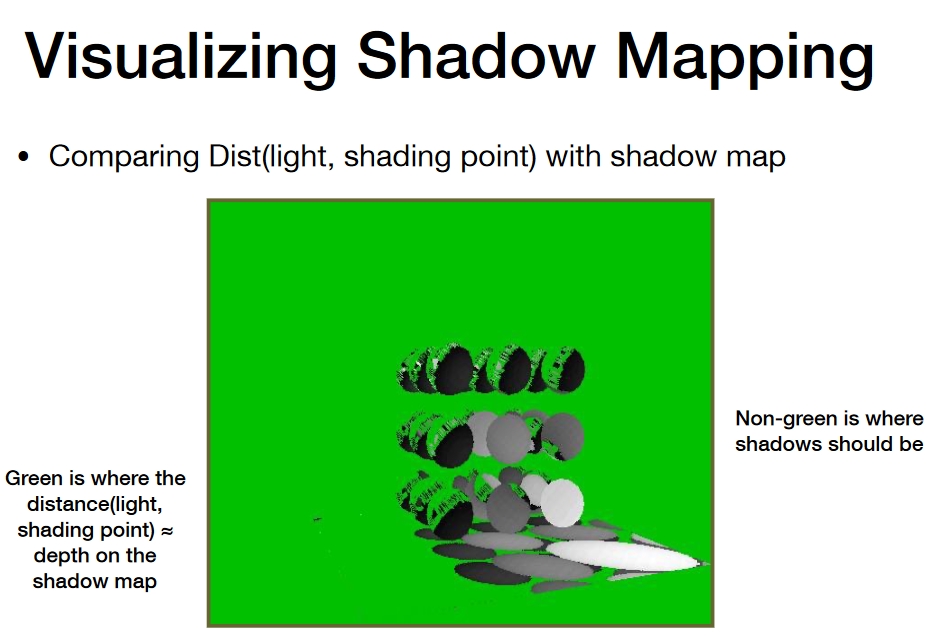 Visualizing Shadow Mapping
• Comparing Dist(light, shading point) with shadow map
Green is where the
distance(light,
shading point) ≈
depth on the
shadow map
Non-green is where
shadows should be